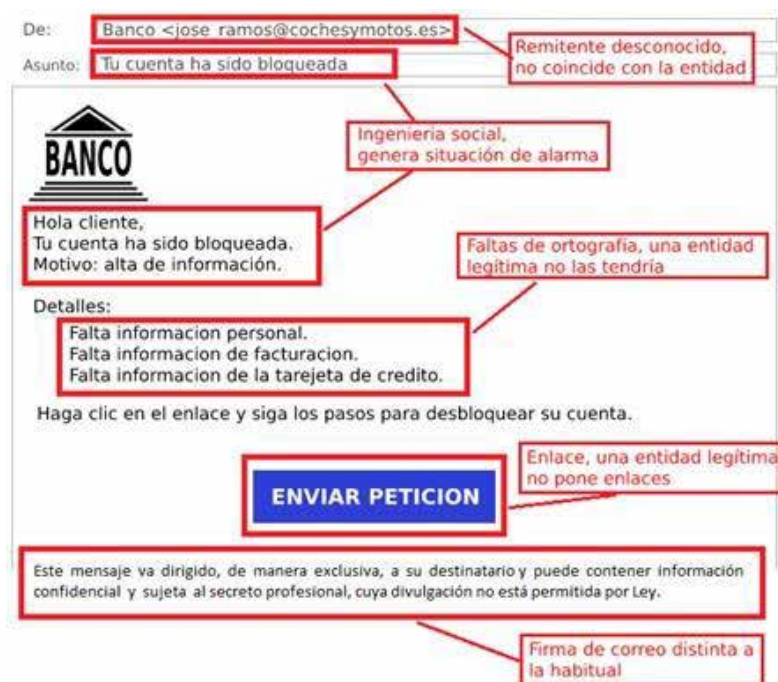 De: Banco <jose_ramos@cochesymotos.es>
Remitente desconocido,
no coincide con la entidad
Asunto: Tu cuenta ha sido bloqueada
Ingenieria social,
genera situación de alarma
BANCO
Hola cliente,
Tu cuenta ha sido bloqueada.
Motivo: alta de información.
Faltas de ortografia, una entidad
legítima no las tendría
Detalles:
Falta informacion personal.
Falta informacion de facturacion.
Falta informacion de la tarejeta de credito.
Haga clic en el enlace y siga los pasos para desbloquear su cuenta.
Enlace, una entidad legítima
no pone enlaces
ENVIAR PETICION
Este mensaje va dirigido, de manera exclusiva, a su destinatario y puede contener información
confidencial y sujeta al secreto profesional, cuya divulgación no está permitida por Ley.
Firma de correo distinta a
la habitual